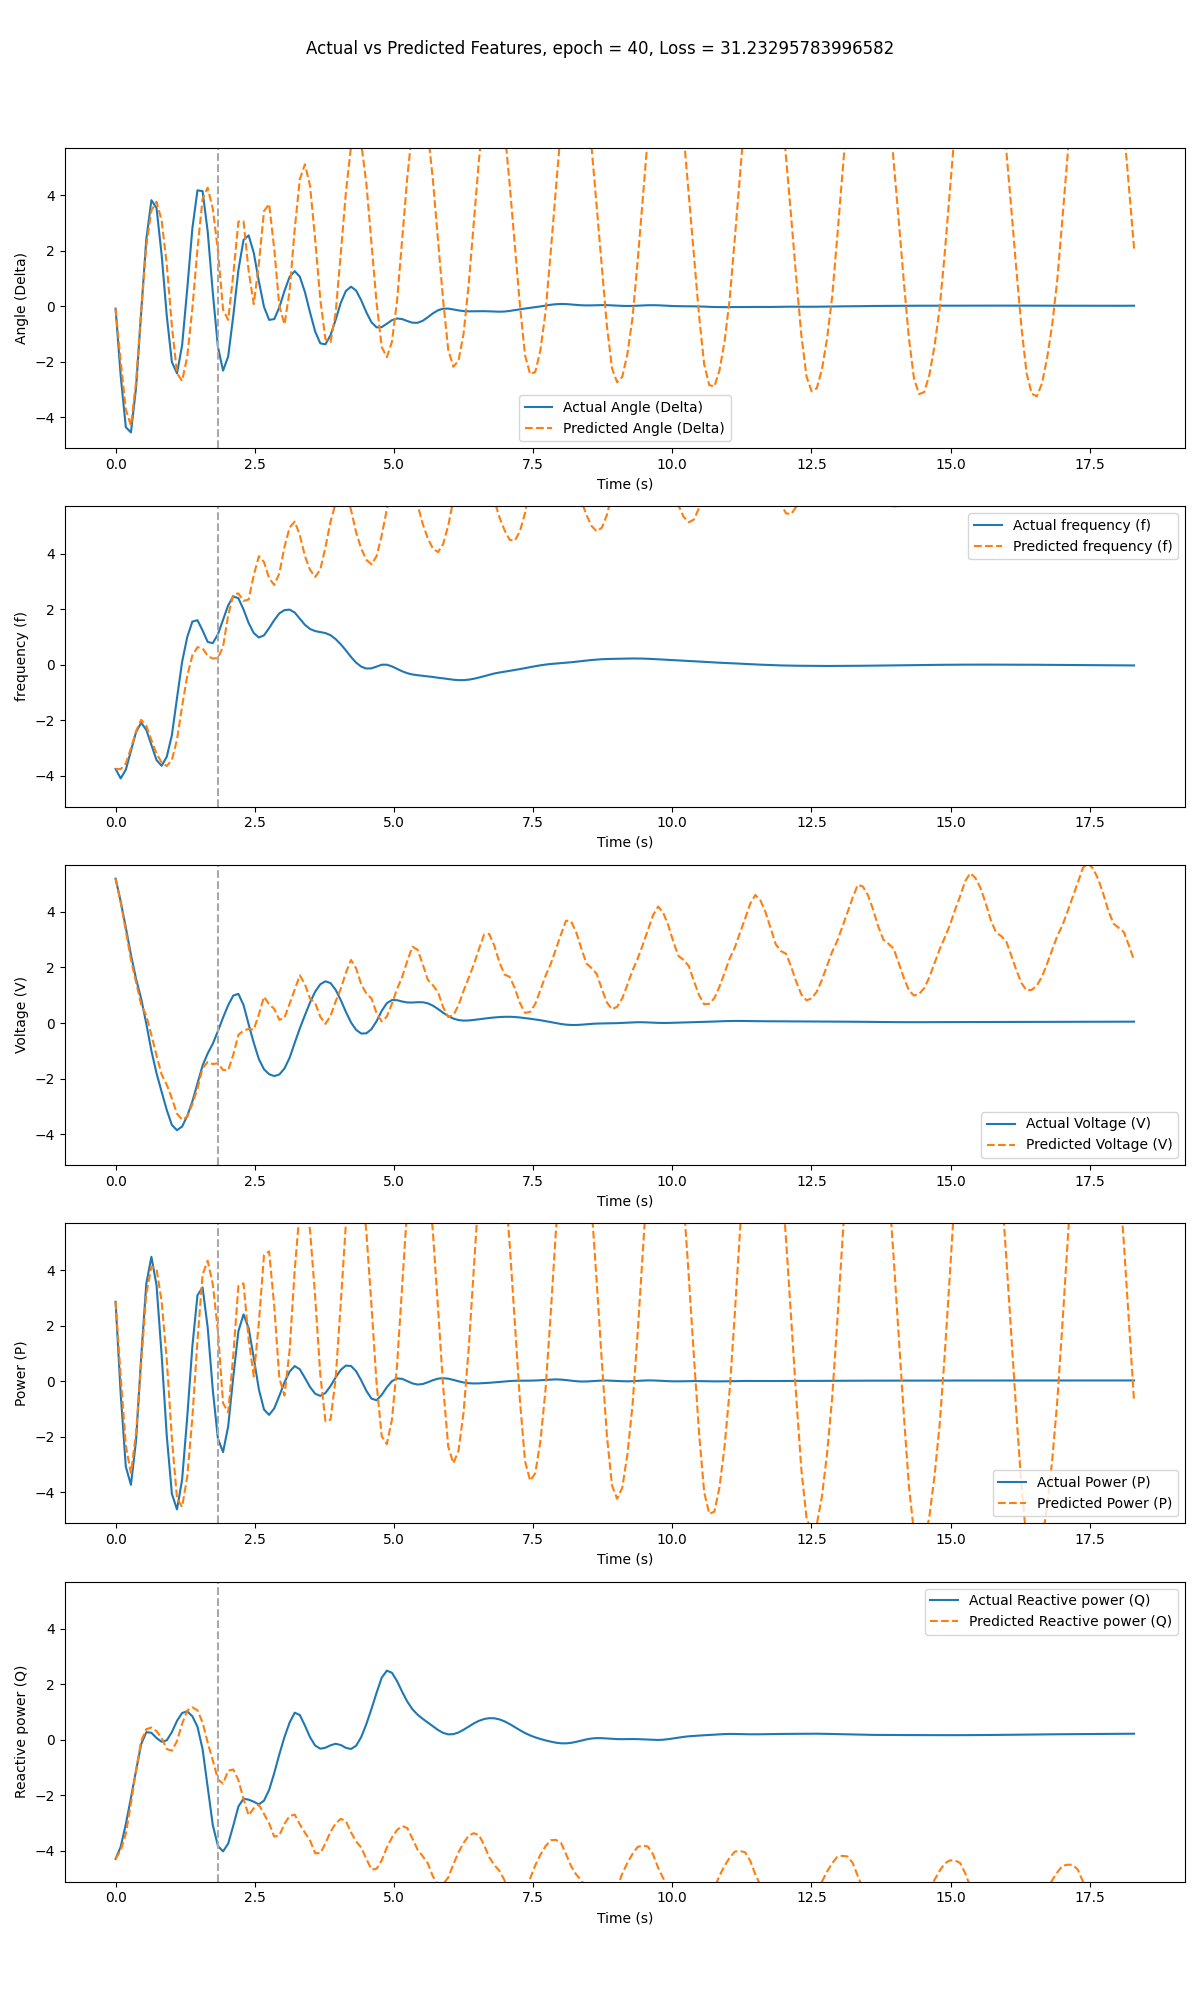 Actual vs Predicted Features, epoch = 40, Loss = 31.23295783996582
4
2
0
−2
−4
Angle (Delta)
Actual Angle (Delta)
Predicted Angle (Delta)
0.0 2.5 5.0 7.5 10.0 12.5 15.0 17.5
Time (s)
4
2
0
−2
−4
frequency (f)
Actual frequency (f)
Predicted frequency (f)
0.0 2.5 5.0 7.5 10.0 12.5 15.0 17.5
Time (s)
4
2
0
−2
−4
Voltage (V)
Actual Voltage (V)
Predicted Voltage (V)
0.0 2.5 5.0 7.5 10.0 12.5 15.0 17.5
Time (s)
4
2
0
−2
−4
Power (P)
Actual Power (P)
Predicted Power (P)
0.0 2.5 5.0 7.5 10.0 12.5 15.0 17.5
Time (s)
4
2
0
−2
−4
Reactive power (Q)
Actual Reactive power (Q)
Predicted Reactive power (Q)
0.0 2.5 5.0 7.5 10.0 12.5 15.0 17.5
Time (s)